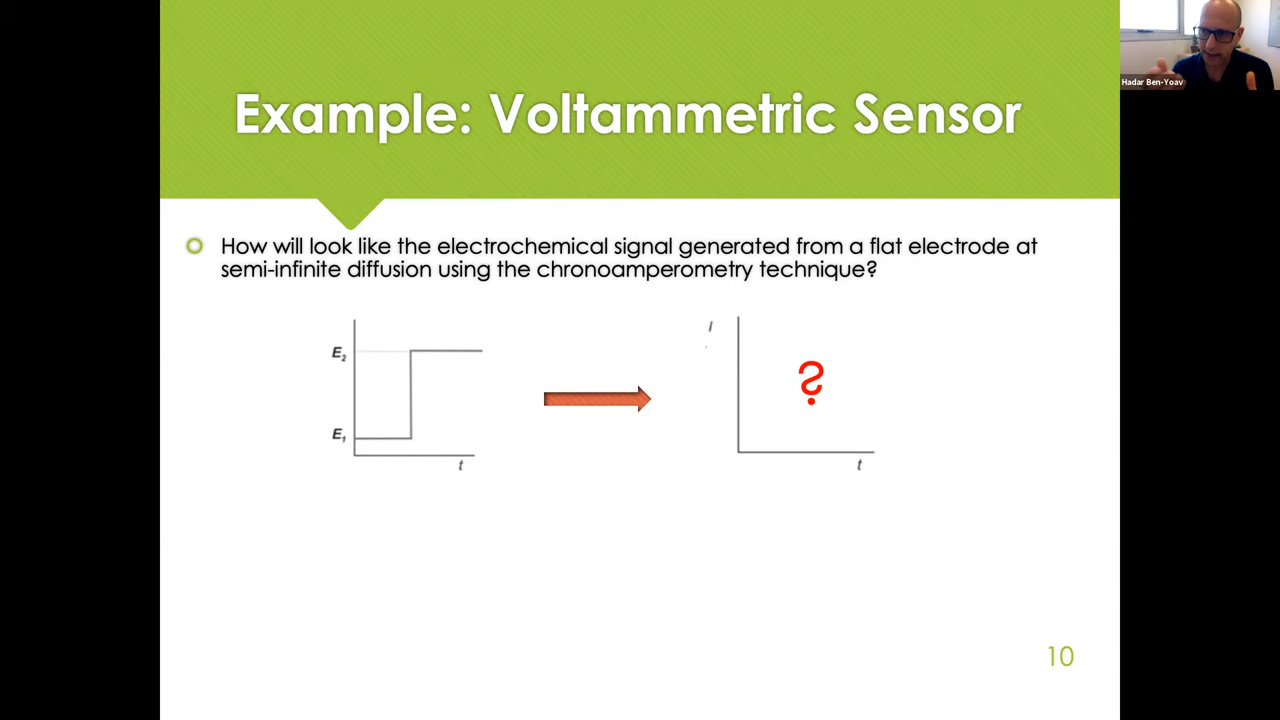 Example: Voltammetric Sensor
Hadar Ben-Yoav
How will look like the electrochemical signal generated from a flat electrode at
semi-infinite diffusion using the chronoamperometry technique?
E₂
E₁
t
I
?
t
10